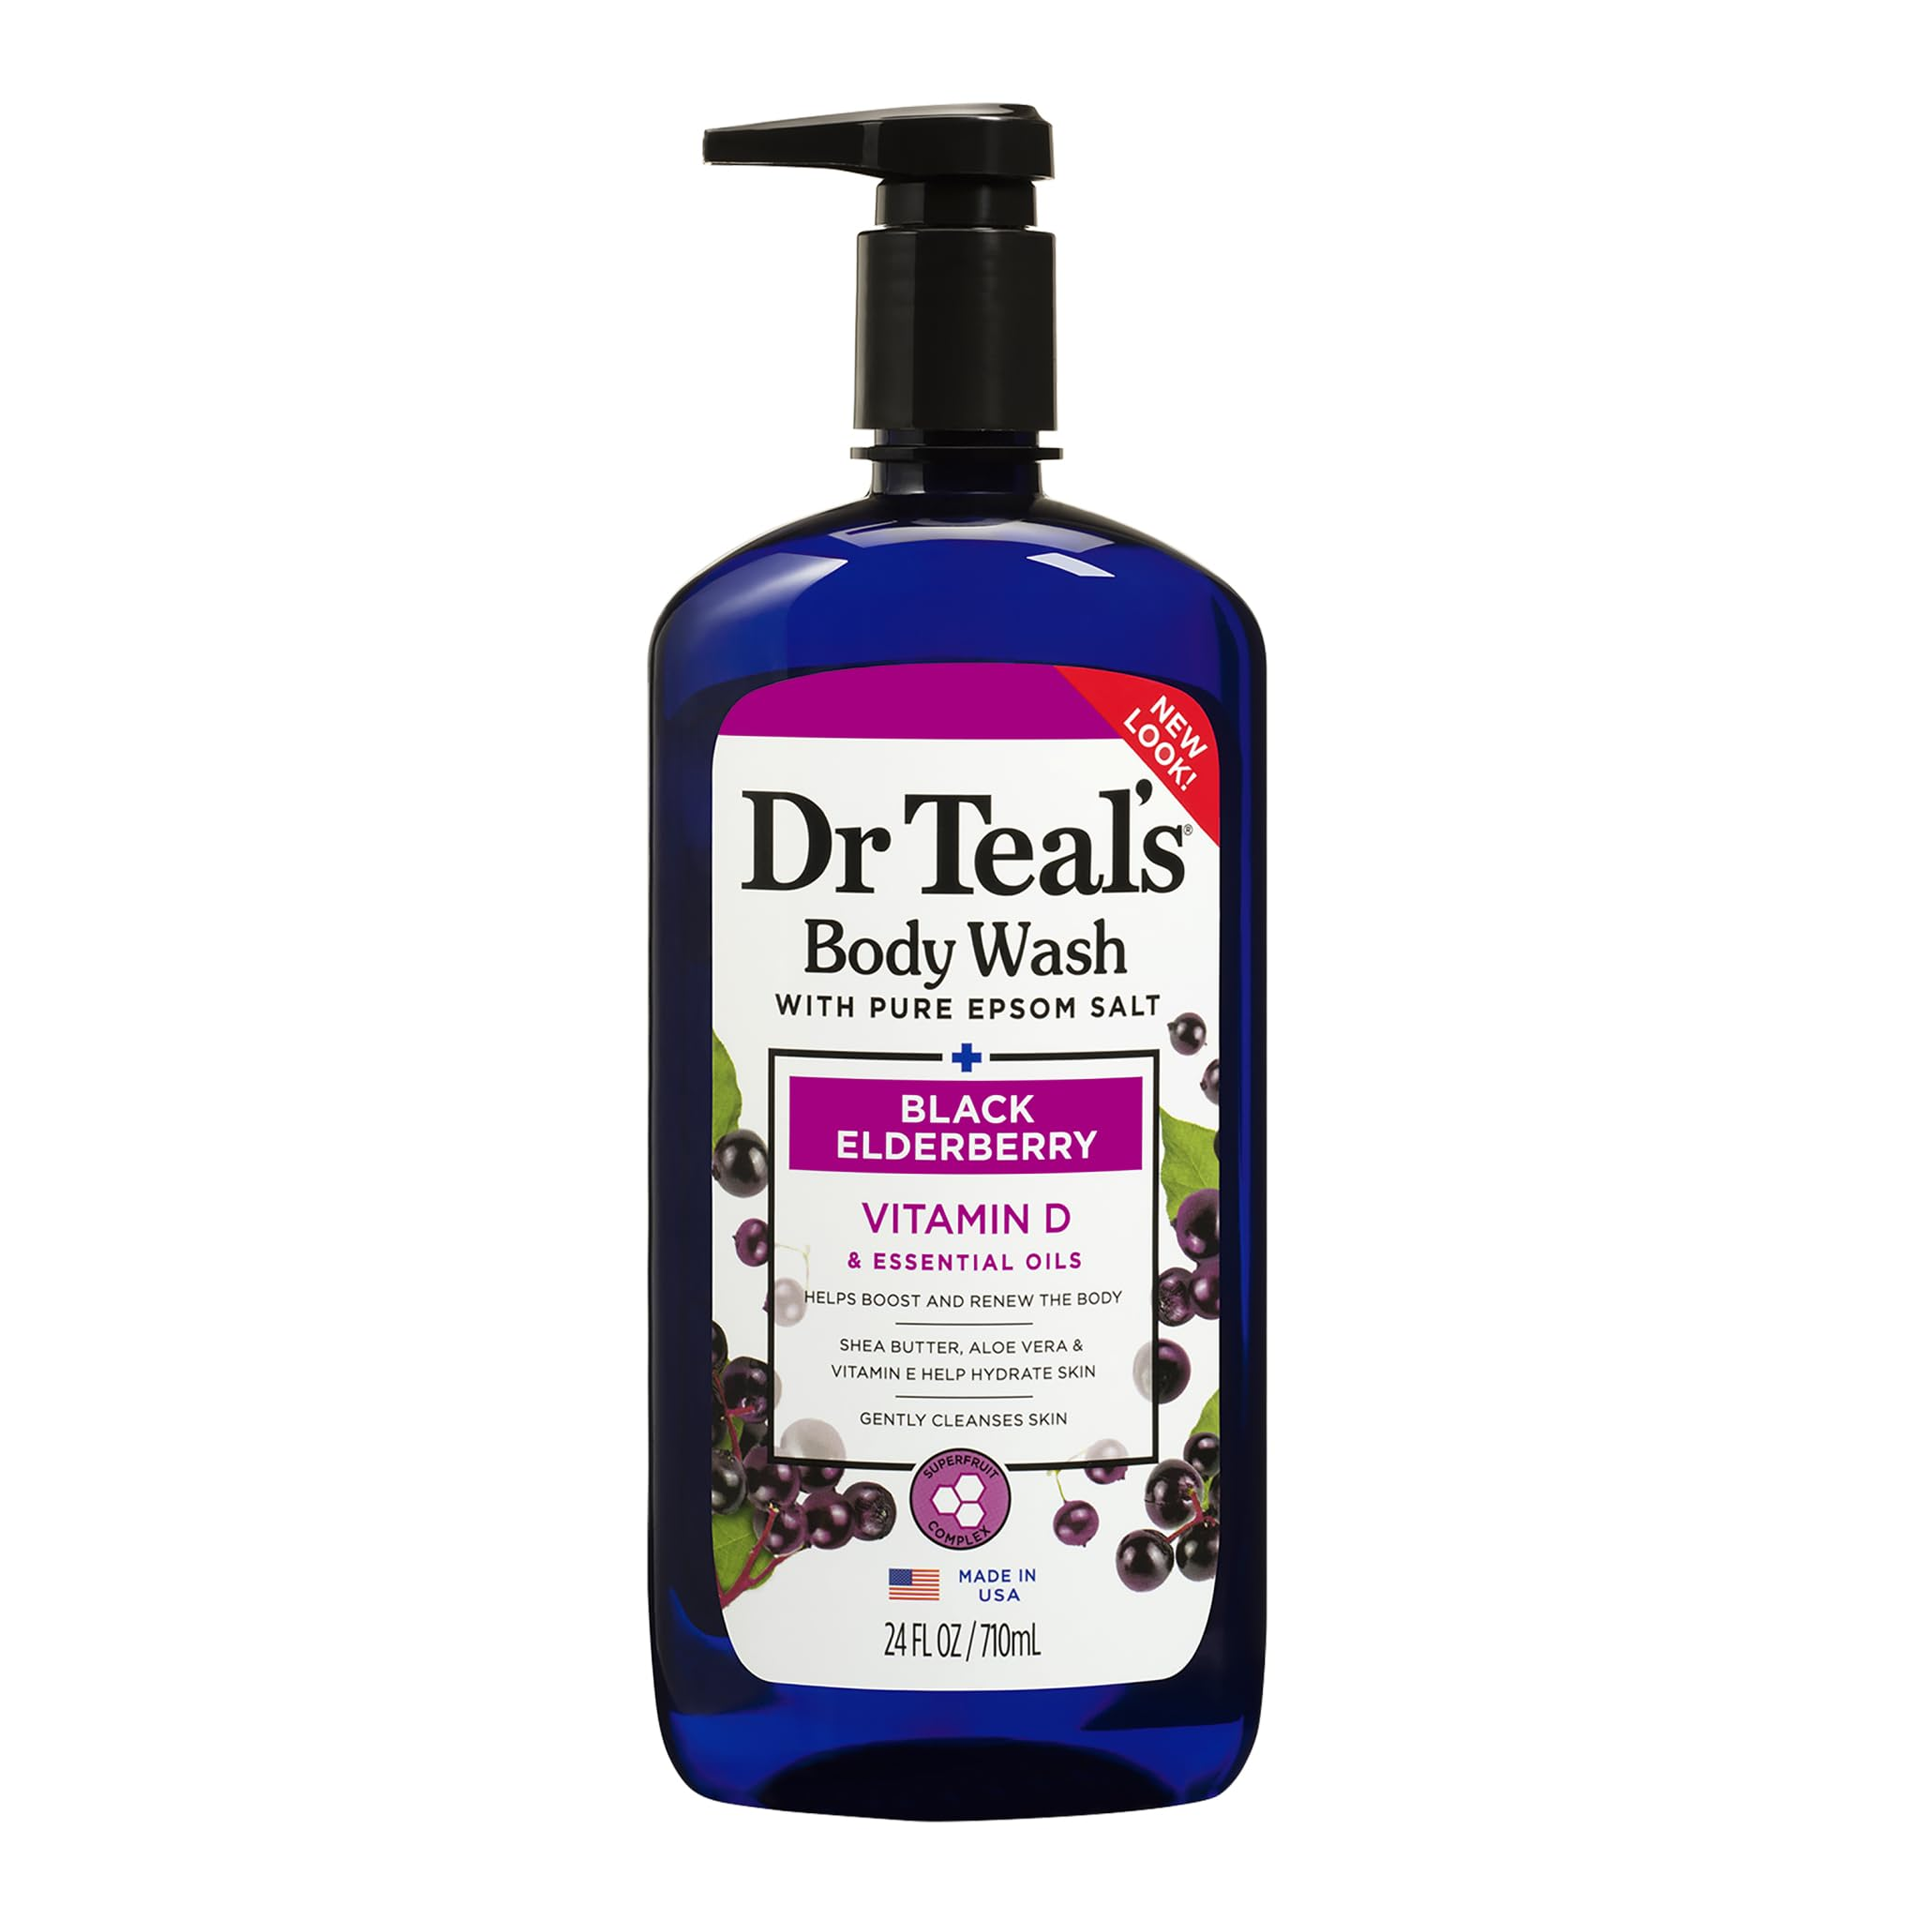 NEW
LOOK!
Dr Teal's®
Body Wash
WITH PURE EPSOM SALT
BLACK
ELDERBERRY
VITAMIN D
& ESSENTIAL OILS
HELPS BOOST AND RENEW THE BODY
SHEA BUTTER, ALOE VERA &
VITAMIN E HELP HYDRATE SKIN
GENTLY CLEANSES SKIN
SUPERFRUIT
COMPLEX
MADE IN
USA
24 FL OZ / 710mL